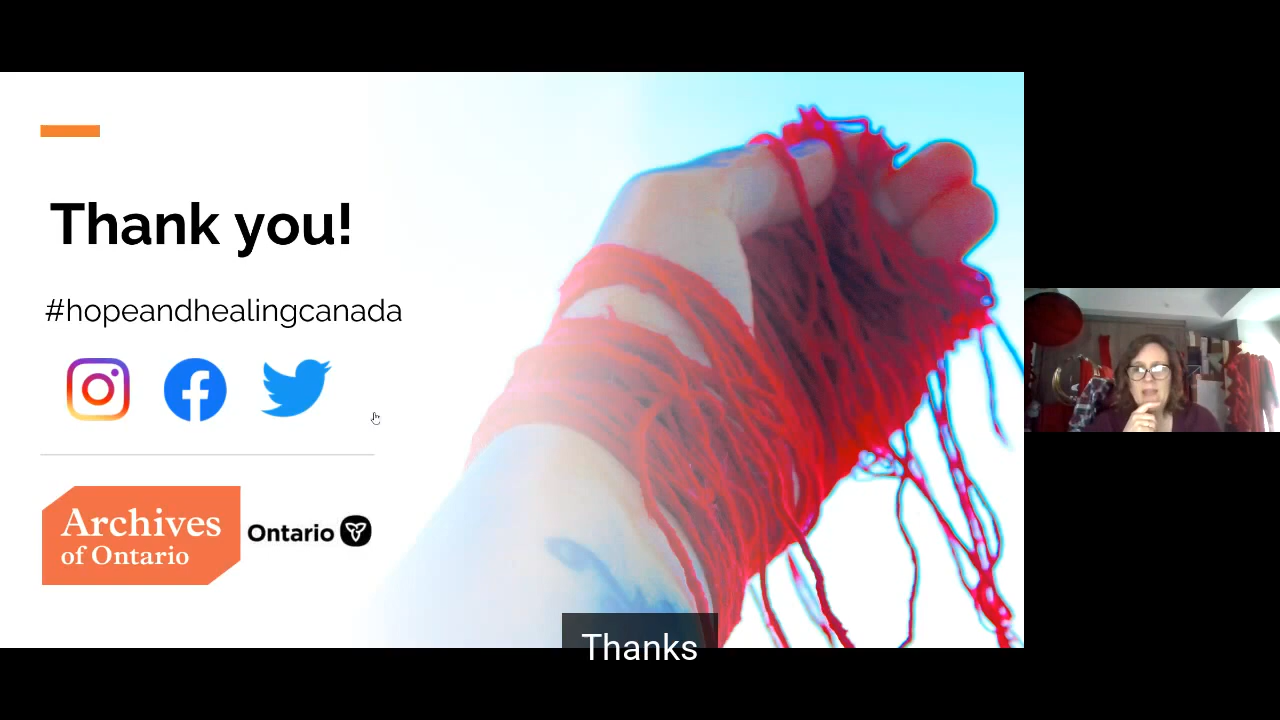 Thank you!
#hopeandhealingcanada
Archives
of Ontario
Ontario
Thanks